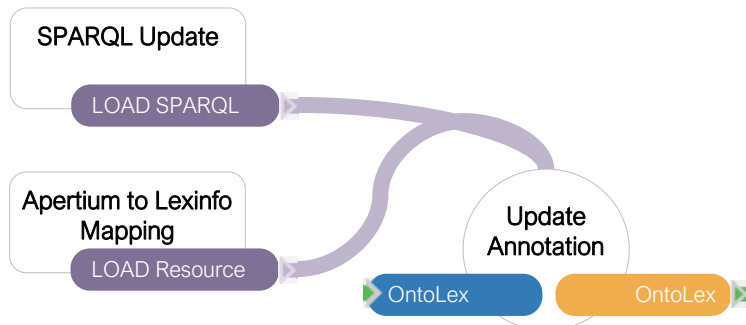 SPARQL Update
LOAD SPARQL
Apertium to Lexinfo
Mapping
LOAD Resource
Update
Annotation
OntoLex
OntoLex